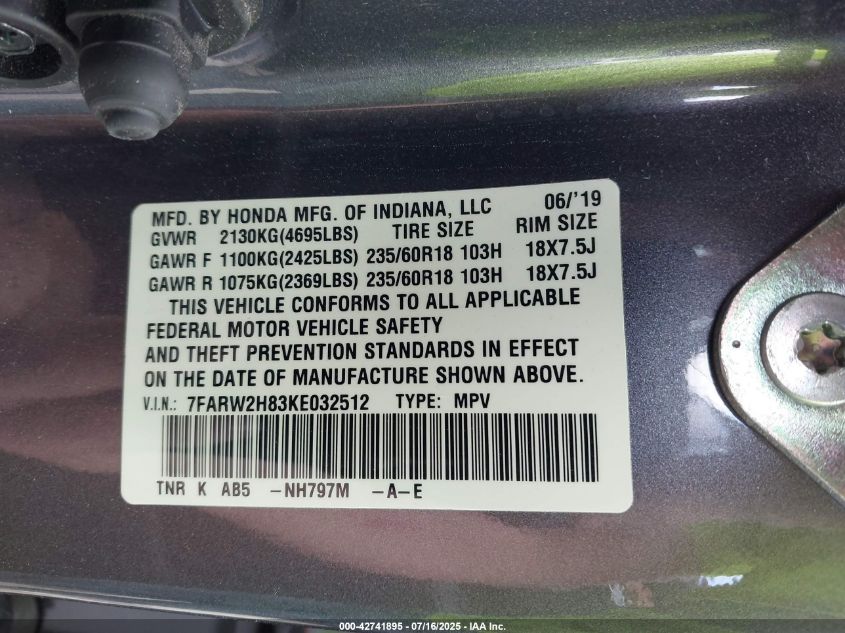 MFD. BY HONDA MFG. OF INDIANA, LLC 06/'19
GVWR 2130KG(4695LBS) TIRE SIZE RIM SIZE
GAWR F 1100KG(2425LBS) 235/60R18 103H 18X7.5J
GAWR R 1075KG(2369LBS) 235/60R18 103H 18X7.5J
THIS VEHICLE CONFORMS TO ALL APPLICABLE
FEDERAL MOTOR VEHICLE SAFETY
AND THEFT PREVENTION STANDARDS IN EFFECT
ON THE DATE OF MANUFACTURE SHOWN ABOVE.
V.I.N.: 7FARW2H83KE032512 TYPE: MPV
TNR K AB5 -NH797M -A-E
000-42741895 - 07/16/2025 - IAA Inc.